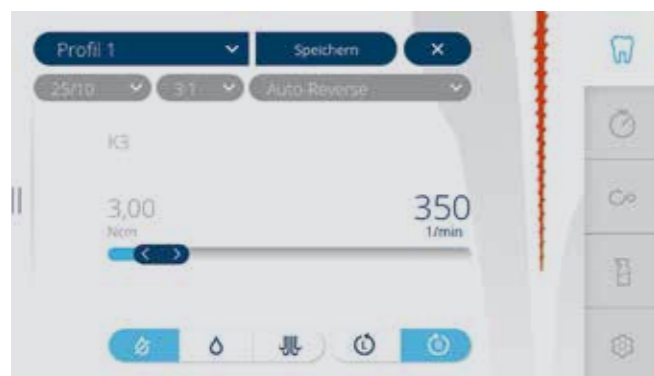 Profil 1 Speichern ×
25/10 3:1 Auto-Reverse
K3
3,00 350
Ncm 1/min
L R